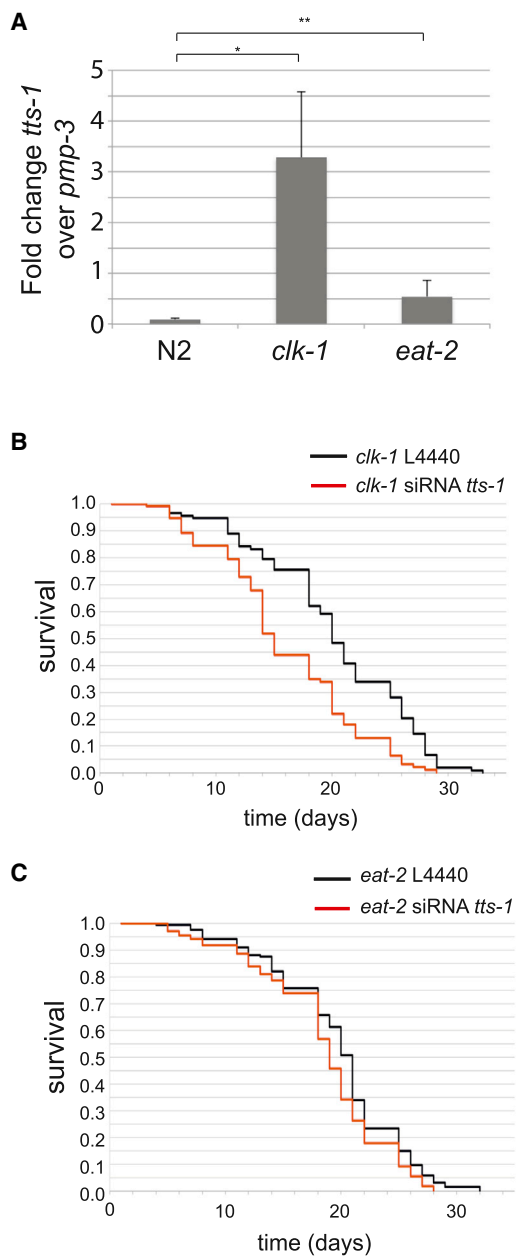 A
**
*
Fold change tts-1
over pmp-3
5
4
3
2
1
0
N2 clk-1 eat-2
B
clk-1 L4440
clk-1 siRNA tts-1
survival
1.0
0.9
0.8
0.7
0.6
0.5
0.4
0.3
0.2
0.1
0.0
0 10 20 30
time (days)
C
eat-2 L4440
eat-2 siRNA tts-1
survival
1.0
0.9
0.8
0.7
0.6
0.5
0.4
0.3
0.2
0.1
0.0
0 10 20 30
time (days)